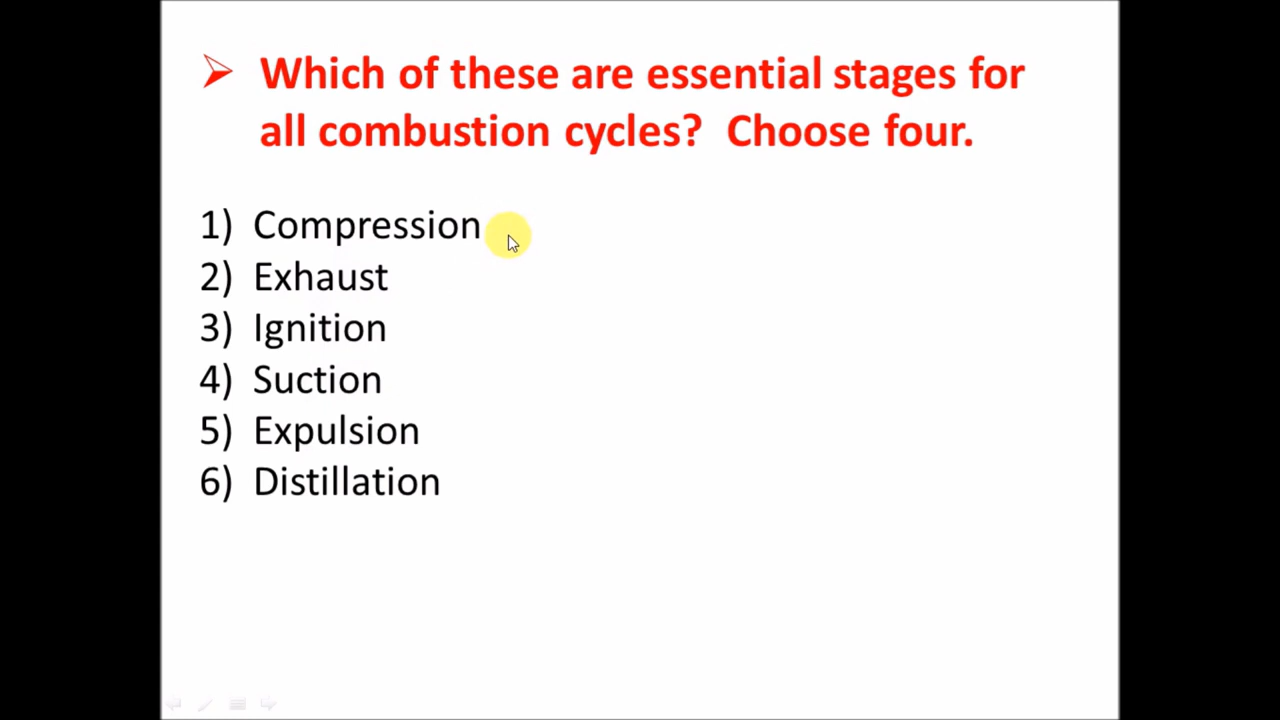 Which of these are essential stages for
all combustion cycles? Choose four.
1) Compression
2) Exhaust
3) Ignition
4) Suction
5) Expulsion
6) Distillation